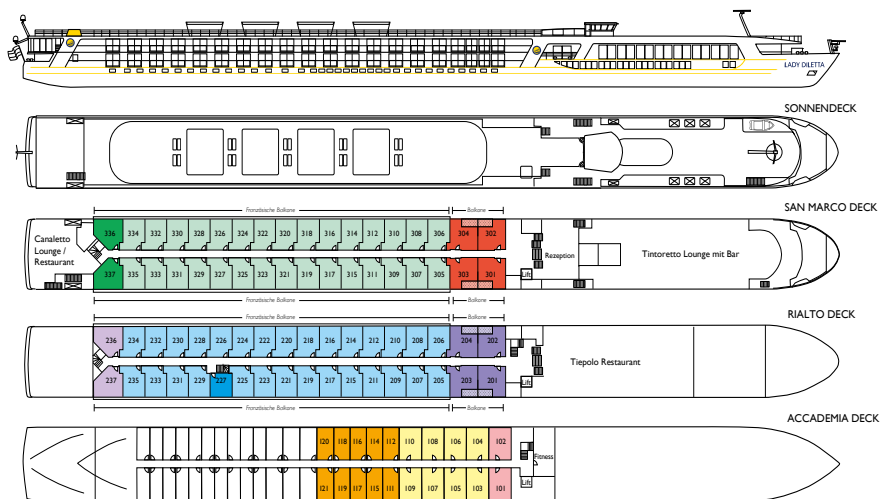 LADY DILETTA
SONNENDECK
SAN MARCO DECK
Französische Balkone
Balkone
336 334 332 330 328 326 324 322 320 318 316 314 312 310 308 306 304 302
Canaletto
Lounge /
Restaurant
Rezeption
Tintoretto Lounge mit Bar
337 335 333 331 329 327 325 323 321 319 317 315 311 309 307 305 303 301
Lift
Französische Balkone
Balkone
RIALTO DECK
Französische Balkone
Balkone
236 234 232 230 228 226 224 222 220 218 216 214 212 210 208 206 204 202
Tiepolo Restaurant
237 235 233 231 229 227 225 223 221 219 217 215 211 209 207 205 203 201
Lift
Französische Balkone
Balkone
ACCADEMIA DECK
120 118 116 114 112 110 108 106 104 102
Fitness
121 119 117 115 111 109 107 105 103 101
Lift